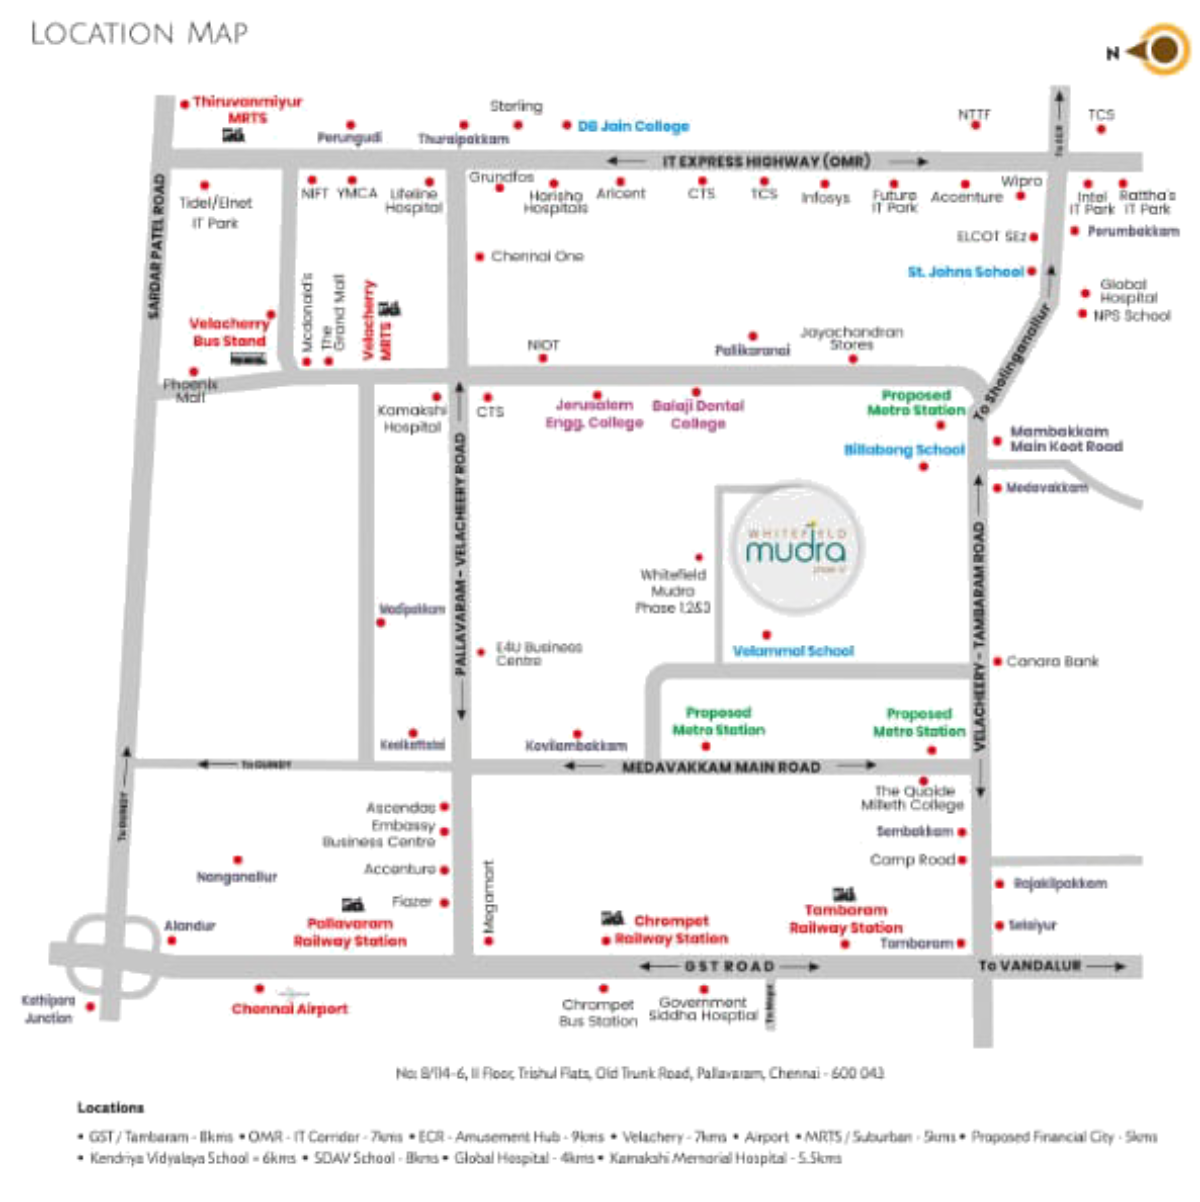 LOCATION MAP
N
Thiruvanmiyur
MRTS
Perungudi
Thuraipakkam
Sterling
DB Jain College
NTTF
TCS
To ECR
IT EXPRESS HIGHWAY (OMR)
SARDAR PATEL ROAD
Tidel/Elnet
IT Park
NIFT
YMCA
Lifeline
Hospital
Grundfos
Harisha
Hospitals
Aricent
CTS
TCS
Infosys
Future
IT Park
Accenture
Wipro
Intel
IT Park
Rattha's
IT Park
ELCOT SEz
Perumbakkam
Chennai One
St. Johns School
Global
Hospital
NPS School
Velacherry
Bus Stand
Mcdonald's
The
Grand Mall
Velacherry
MRTS
NIOT
Pallikaranai
Jayachandran
Stores
To Sholinganallur
Phoenix
Mall
Kamakshi
Hospital
CTS
Jerusalem
Engg. College
Balaji Dental
College
Proposed
Metro Station
Billabong School
Mambakkam
Main Koot Road
Medavakkam
PALLAVARAM - VELACHEERY ROAD
WHITEFIELD
mudra
Whitefield
Mudra
Phase 1,2&3
VELACHEERY - TAMBARAM ROAD
Madipakkam
E4U Business
Centre
Velammal School
Canara Bank
Keelkattalai
Kovilambakkam
Proposed
Metro Station
Proposed
Metro Station
To GUINDY
MEDAVAKKAM MAIN ROAD
To GUINDY
Ascendas
Embassy
Business Centre
Accenture
Fiazer
Megamart
The Quaide
Milleth College
Sembakkam
Camp Road
Nanganallur
Rajakilpakkam
Alandur
Pallavaram
Railway Station
Chrompet
Railway Station
Tambaram
Railway Station
Selaiyur
Tambaram
GST ROAD
To VANDALUR
Kathipara
Junction
Chennai Airport
Chrompet
Bus Station
Government
Siddha Hosptial
No: 8/114-6, II Floor, Trishul Flats, Old Trunk Road, Pallavaram, Chennai - 600 043
Locations
• GST / Tambaram - 8kms • OMR - IT Corridor - 7kms • ECR - Amusement Hub - 9kms • Velachery - 7kms • Airport • MRTS / Suburban - 5kms • Proposed Financial City - 5kms
• Kendriya Vidyalaya School - 6kms • SDAV School - 8kms • Global Hospital - 4kms • Kamakshi Memorial Hospital - 5.5kms